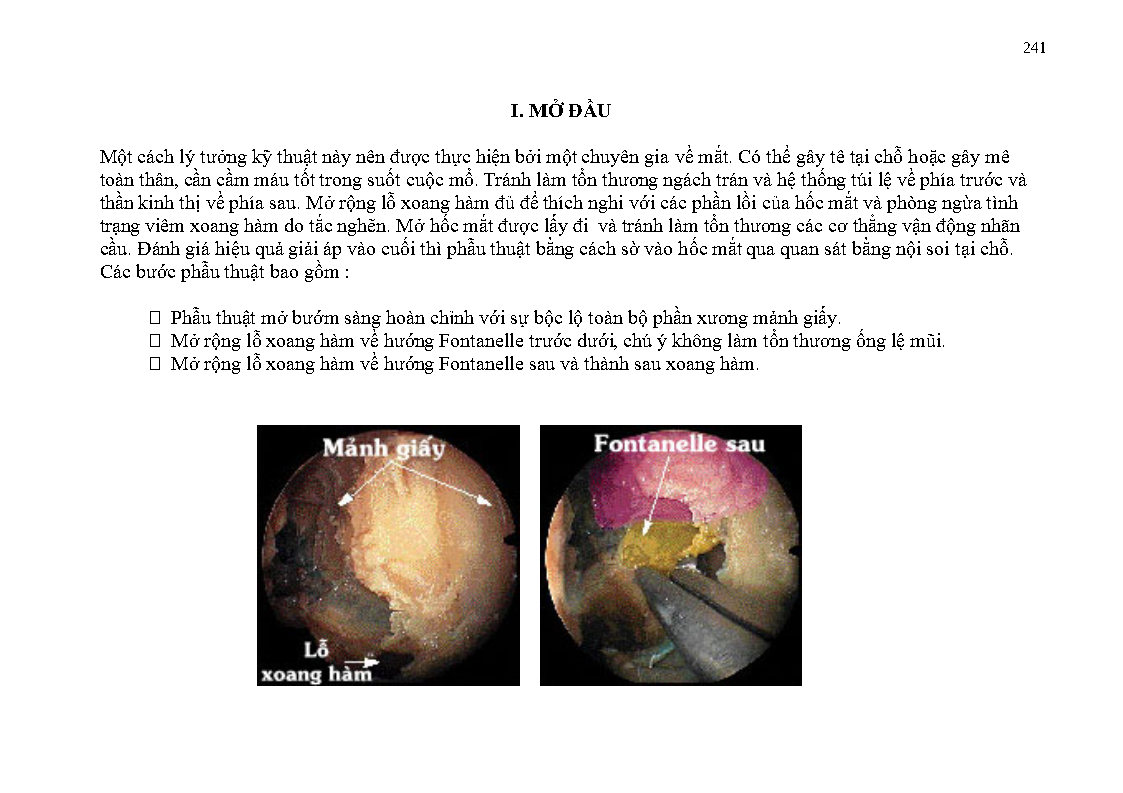 241
I. MỞ ĐẦU
Một cách lý tưởng kỹ thuật này nên được thực hiện bởi một chuyên gia về mắt. Có thể gây tê tại chỗ hoặc gây mê
toàn thân, cần cầm máu tốt trong suốt cuộc mổ. Tránh làm tổn thương ngách trán và hệ thống túi lệ về phía trước và
thần kinh thị về phía sau. Mở rộng lỗ xoang hàm đủ để thích nghi với các phần lồi của hốc mắt và phòng ngừa tình
trạng viêm xoang hàm do tắc nghẽn. Mở hốc mắt được lấy đi và tránh làm tổn thương các cơ thẳng vận động nhãn
cầu. Đánh giá hiệu quả giải áp vào cuối thì phẫu thuật bằng cách sờ vào hốc mắt qua quan sát bằng nội soi tại chỗ.
Các bước phẫu thuật bao gồm :
Phẫu thuật mở bướm sàng hoàn chỉnh với sự bộc lộ toàn bộ phần xương mảnh giấy.
Mở rộng lỗ xoang hàm về hướng Fontanelle trước dưới, chú ý không làm tổn thương ống lệ mũi.
Mở rộng lỗ xoang hàm về hướng Fontanelle sau và thành sau xoang hàm.
Mảnh giấy
Lỗ
xoang hàm
Fontanelle sau